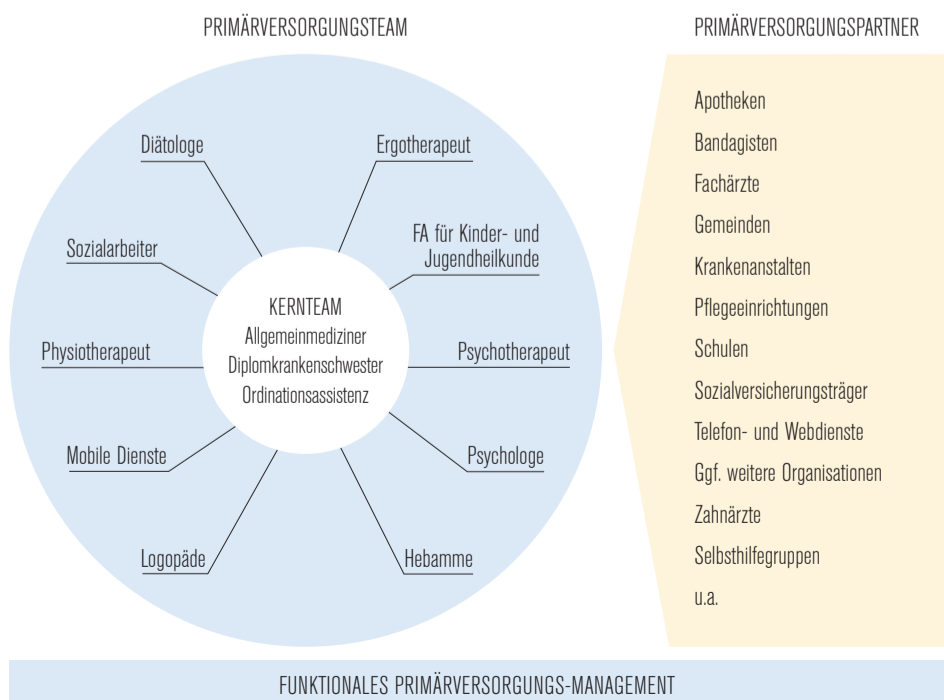 PRIMÄRVERSORGUNGSTEAM
Diätologe
Ergotherapeut
Sozialarbeiter
FA für Kinder- und
Jugendheilkunde
Physiotherapeut
KERNTEAM
Allgemeinmediziner
Diplomkrankenschwester
Ordinationsassistenz
Psychotherapeut
Mobile Dienste
Psychologe
Logopäde
Hebamme
PRIMÄRVERSORGUNGSPARTNER
Apotheken
Bandagisten
Fachärzte
Gemeinden
Krankenanstalten
Pflegeeinrichtungen
Schulen
Sozialversicherungsträger
Telefon- und Webdienste
Ggf. weitere Organisationen
Zahnärzte
Selbsthilfegruppen
u.a.
FUNKTIONALES PRIMÄRVERSORGUNGS-MANAGEMENT